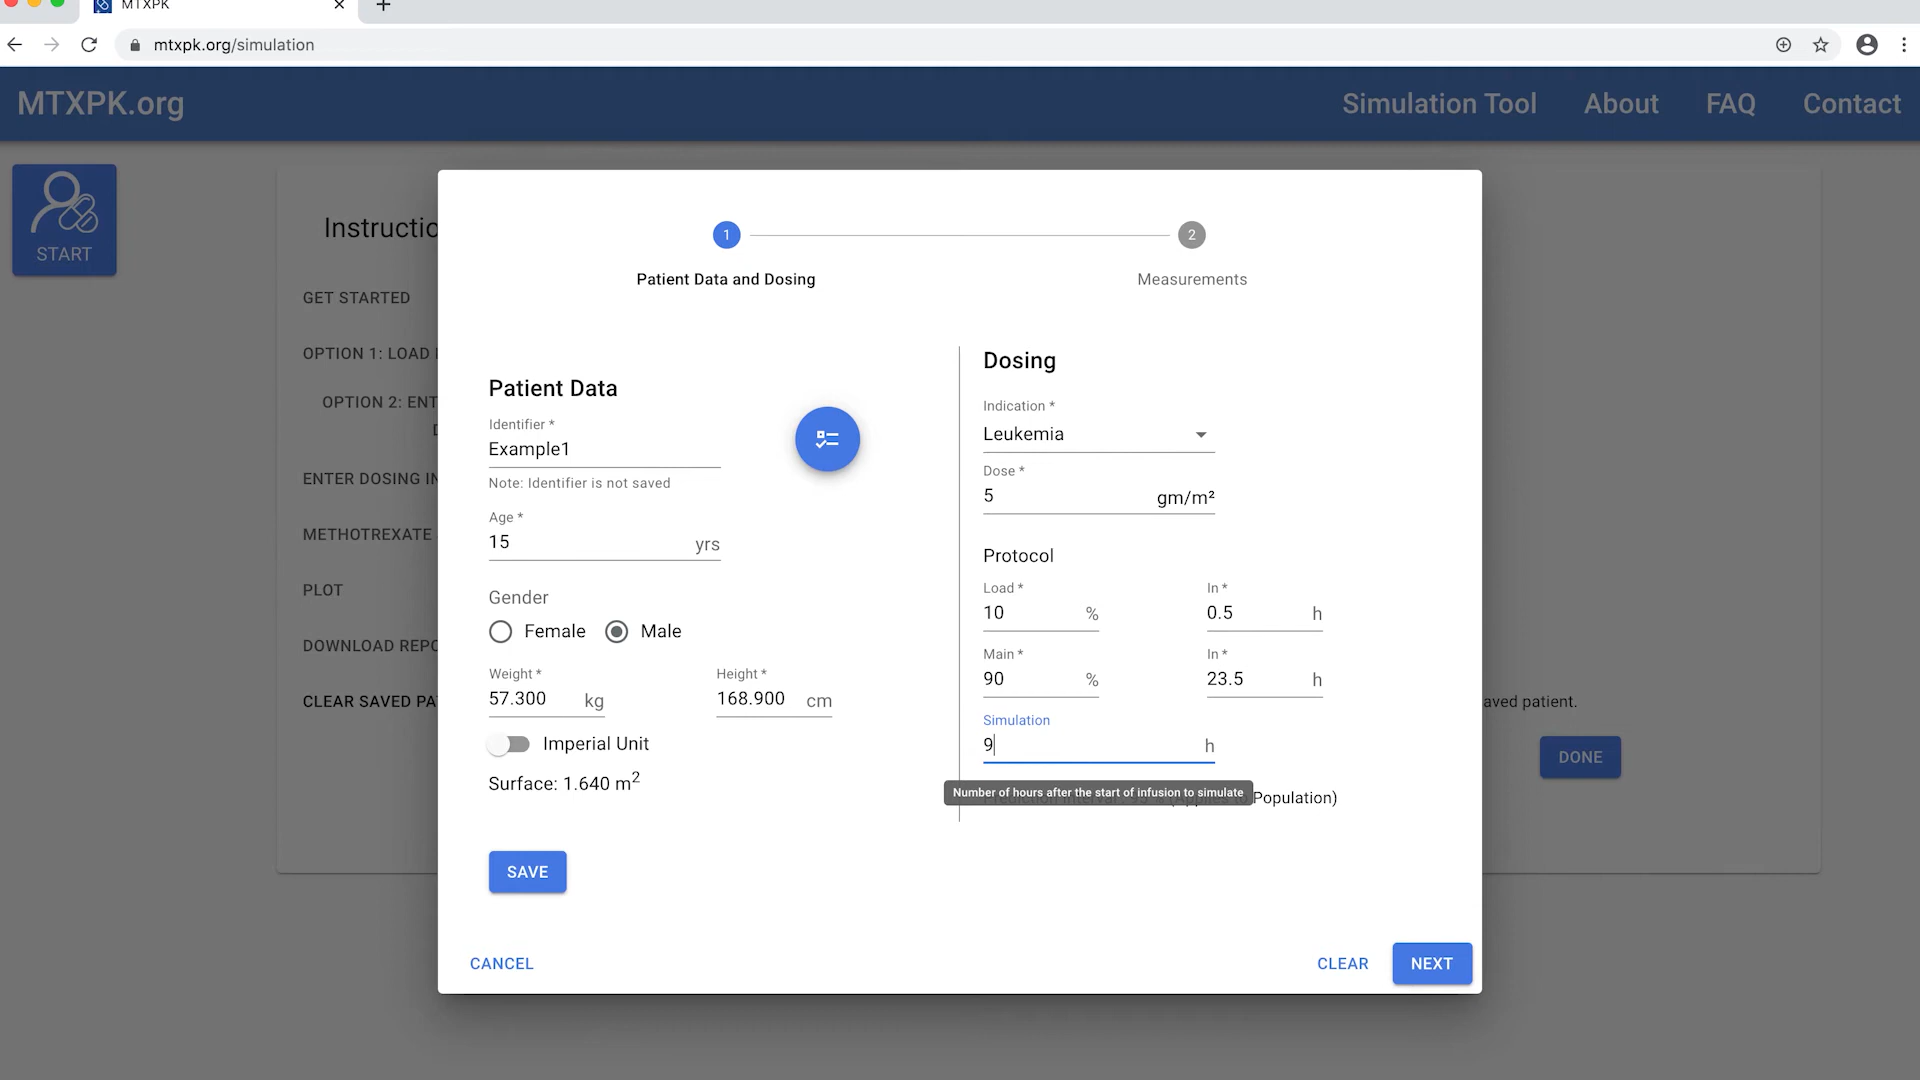 MTXPK
mtxpk.org/simulation
MTXPK.org
Simulation Tool
About
FAQ
Contact
START
Instructio
GET STARTED
OPTION 1: LOAD
OPTION 2: ENT
ENTER DOSING IN
METHOTREXATE
PLOT
DOWNLOAD REPO
CLEAR SAVED PA
aved patient.
DONE
1
2
Patient Data and Dosing
Measurements
Patient Data
Identifier *
Example1
Note: Identifier is not saved
Age *
15 yrs
Gender
Female Male
Weight *
57.300 kg
Height *
168.900 cm
Imperial Unit
Surface: 1.640 m²
SAVE
Dosing
Indication *
Leukemia
Dose *
5 gm/m²
Protocol
Load *
10 %
In *
0.5 h
Main *
90 %
In *
23.5 h
Simulation
9 h
Number of hours after the start of infusion to simulate
Population)
CANCEL
CLEAR
NEXT